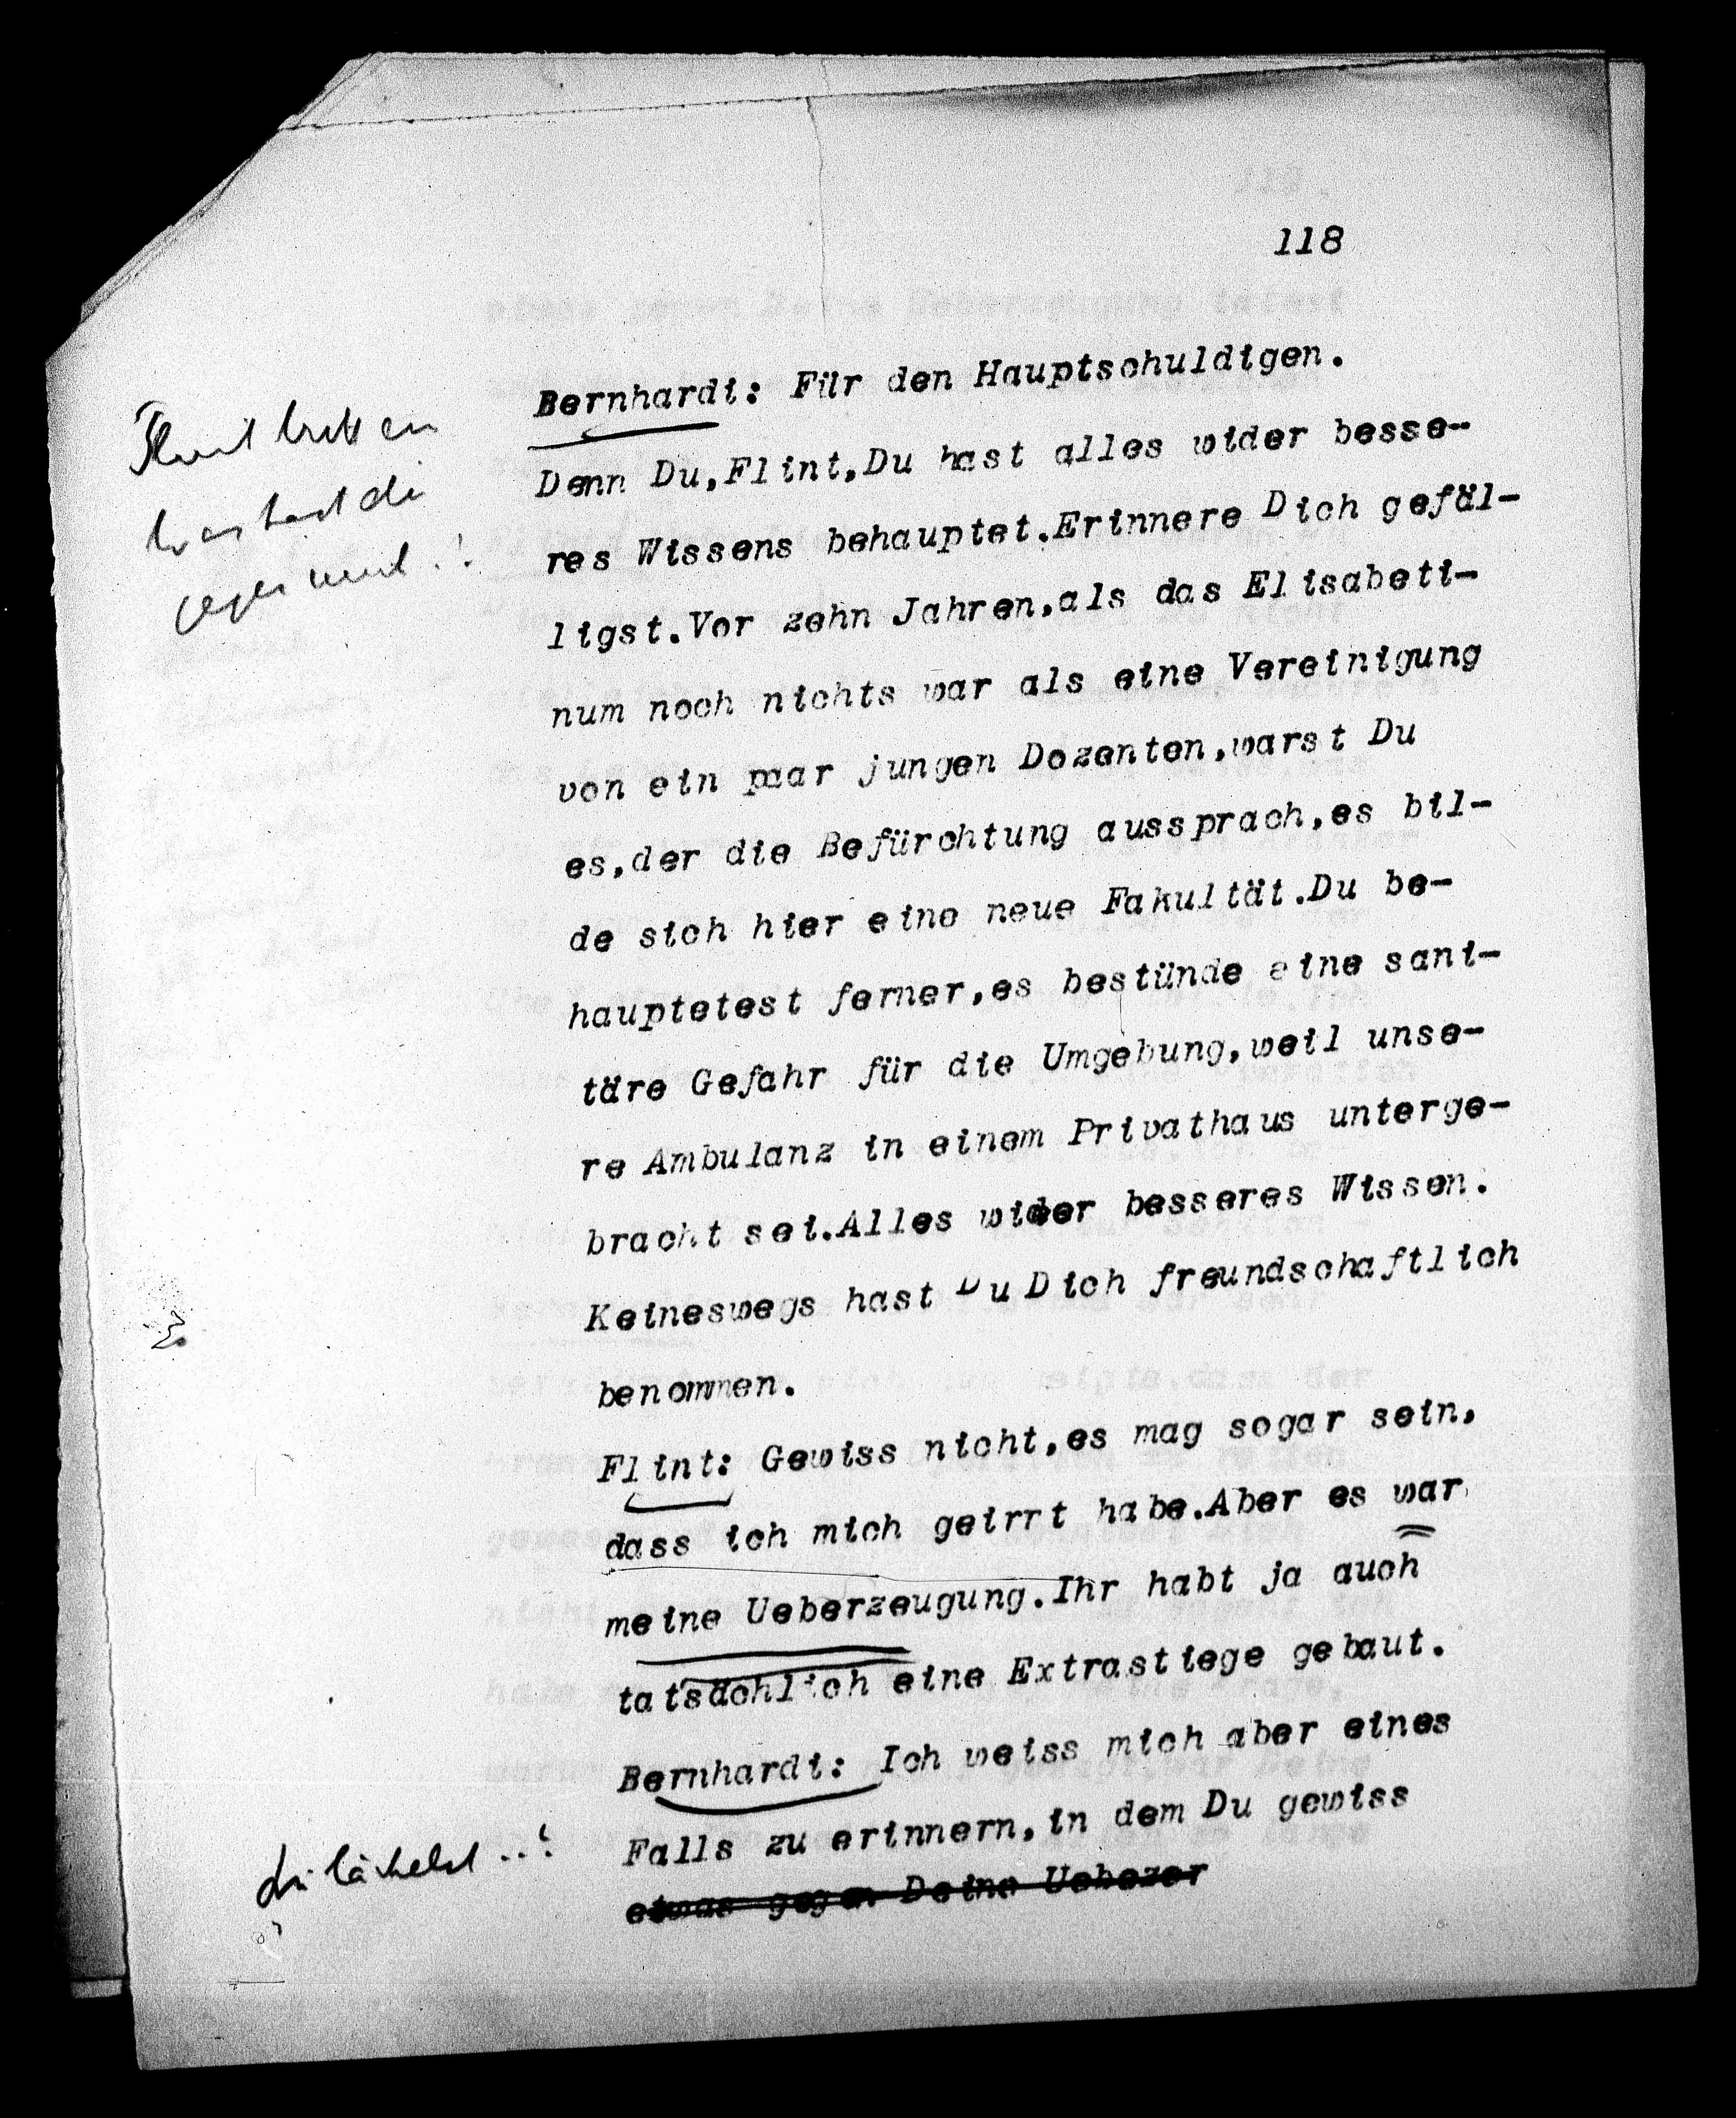 118
Bernhardi: Für den Hauptschuldigen.
Denn Du,Flint,Du hast alles wider besse-
res Wissens behauptet.Erinnere Dich gefäl-
ligst.Vor zehn Jahren,als das Elisabeti-
num noch nichts war als eine Vereinigung
von ein paar jungen Dozenten,warst Du
es,der die Befürchtung aussprach,es bil-
de sich hier eine neue Fakultät.Du be-
hauptetest ferner,es bestünde eine sani-
täre Gefahr für die Umgebung,weil unse-
re Ambulanz in einem Privathaus unterge-
bracht sei.Alles wider besseres Wissen.
Keineswegs hast Du Dich freundschaftlich
benommen.
Flint: Gewiss nicht,es mag sogar sein,
dass ich mich geirrt habe.Aber es war
meine Ueberzeugung.Ihr habt ja auch
tatsächlich eine Extrastiege gebaut.
Bernhardi: Ich weiss mich aber eines
Falls zu erinnern,in dem Du gewiss
etwas gegen Deine Uebezer
du lächelst ..!